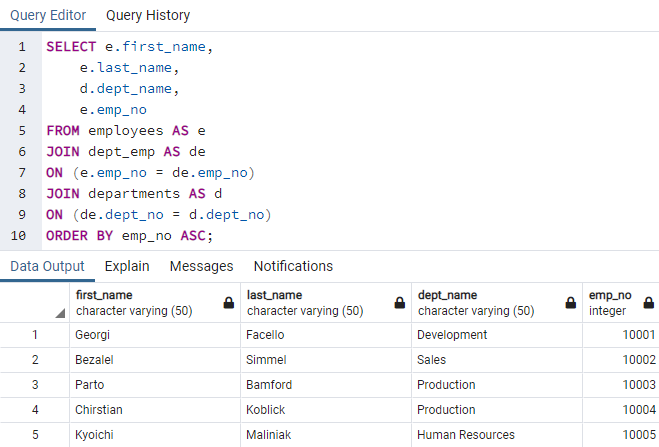 Query Editor Query History
1 SELECT e.first_name,
2 e.last_name,
3 d.dept_name,
4 e.emp_no
5 FROM employees AS e
6 JOIN dept_emp AS de
7 ON (e.emp_no = de.emp_no)
8 JOIN departments AS d
9 ON (de.dept_no = d.dept_no)
10 ORDER BY emp_no ASC;
Data Output Explain Messages Notifications
first_name last_name dept_name emp_no
character varying (50) character varying (50) character varying (50) integer
1 Georgi Facello Development 10001
2 Bezalel Simmel Sales 10002
3 Parto Bamford Production 10003
4 Chirstian Koblick Production 10004
5 Kyoichi Maliniak Human Resources 10005